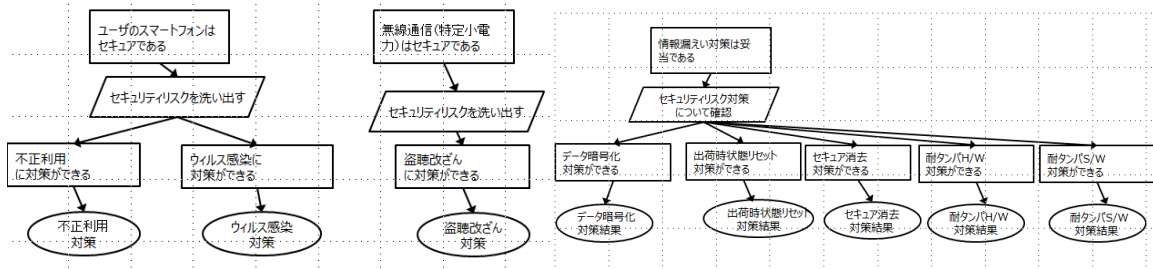 ユーザのスマートフォンは
セキュアである
セキュリティリスクを洗い出す
不正利用
に対策ができる
ウィルス感染に
対策ができる
不正利用
対策
ウィルス感染
対策
無線通信(特定小電
力)はセキュアである
セキュリティリスクを洗い出す
盗聴改ざん
に対策ができる
盗聴改ざん
対策
情報漏えい対策は妥
当である
セキュリティリスク対策
について確認
データ暗号化
対策ができる
出荷時状態リセット
対策ができる
セキュア消去
対策ができる
耐タンパH/W
対策ができる
耐タンパS/W
対策ができる
データ暗号化
対策結果
出荷時状態リセット
対策結果
セキュア消去
対策結果
耐タンパH/W
対策結果
耐タンパS/W
対策結果